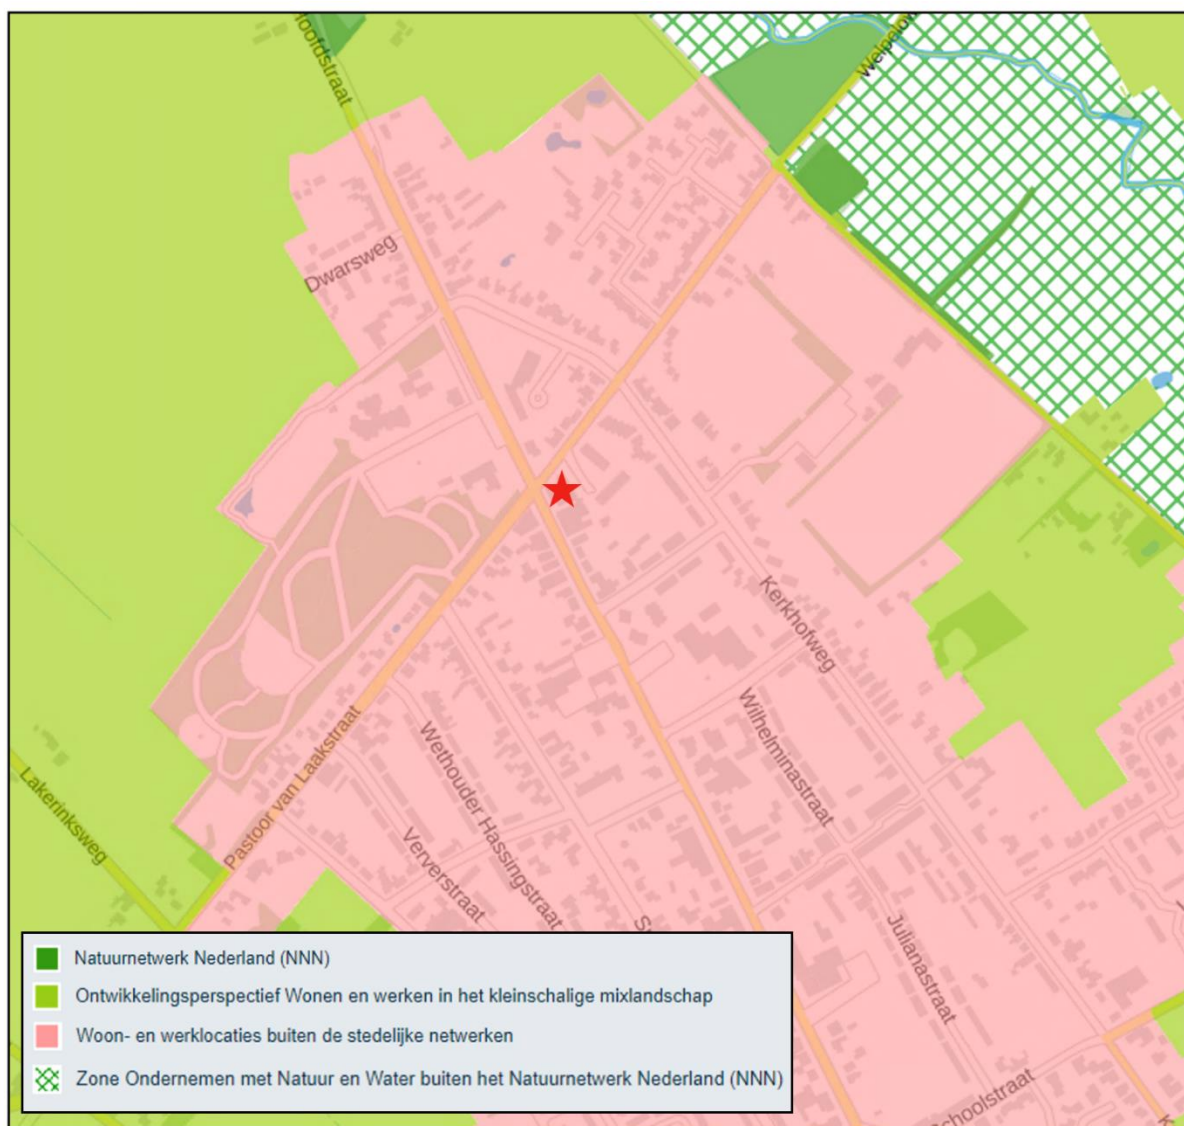 Hoofdstraat
Welpelow
Dwarsweg
Kerkhofweg
Wilhelminastraat
Pastoor van Laakstraat
Wethouder Hassingstraat
Lakerinksweg
Ververstraat
Julianastraat
Schoolstraat
Natuurnetwerk Nederland (NNN)
Ontwikkelingsperspectief Wonen en werken in het kleinschalige mixlandschap
Woon- en werklocaties buiten de stedelijke netwerken
Zone Ondernemen met Natuur en Water buiten het Natuurnetwerk Nederland (NNN)